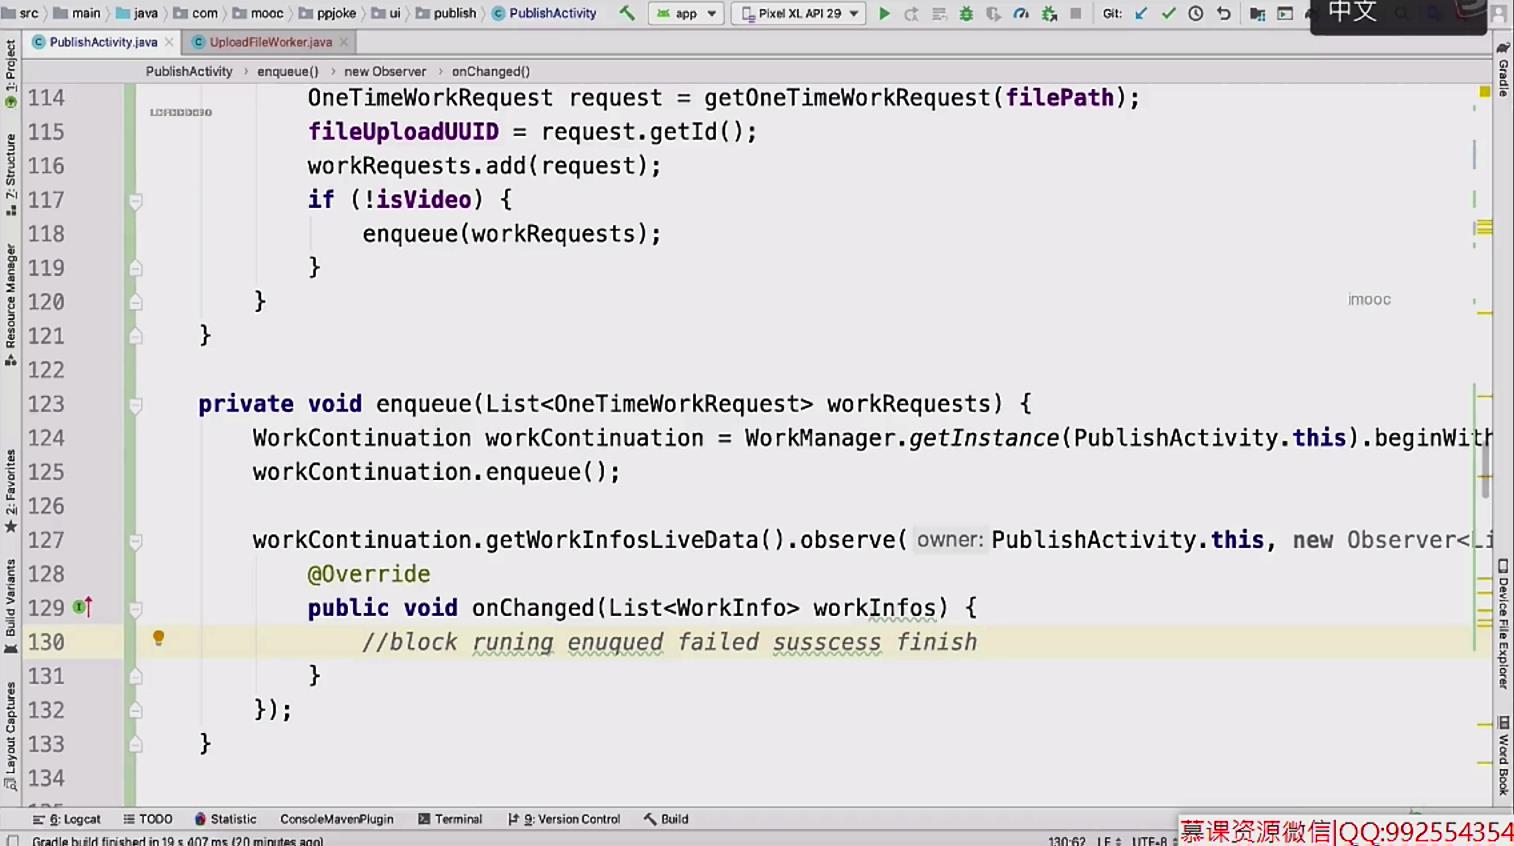 src main java com mooc ppjoke ui publish PublishActivity app Pixel XL API 29 Git:
中文
PublishActivity.java UploadFileWorker.java
PublishActivity enqueue() new Observer onChanged()
114 OneTimeWorkRequest request = getOneTimeWorkRequest(filePath);
115 fileUploadUUID = request.getId();
116 workRequests.add(request);
117 if (!isVideo) {
118 enqueue(workRequests);
119 }
120 }
imooc
121 }
122
123 private void enqueue(List<OneTimeWorkRequest> workRequests) {
124 WorkContinuation workContinuation = WorkManager.getInstance(PublishActivity.this).beginWith
125 workContinuation.enqueue();
126
127 workContinuation.getWorkInfosLiveData().observe( owner: PublishActivity.this, new Observer<Li
128 @Override
129 public void onChanged(List<WorkInfo> workInfos) {
130 //block runing enuqued failed susscess finish
131 }
132 });
133 }
134
1: Project
7: Structure
Resource Manager
2: Favorites
Build Variants
Layout Captures
Gradle
Device File Explorer
Word Book
6: Logcat TODO Statistic ConsoleMavenPlugin Terminal 9: Version Control Build
Gradle build finished in 19 s 407 ms (20 minutes ago) 130:62 LF UTF-8
慕课资源微信|QQ:992554354